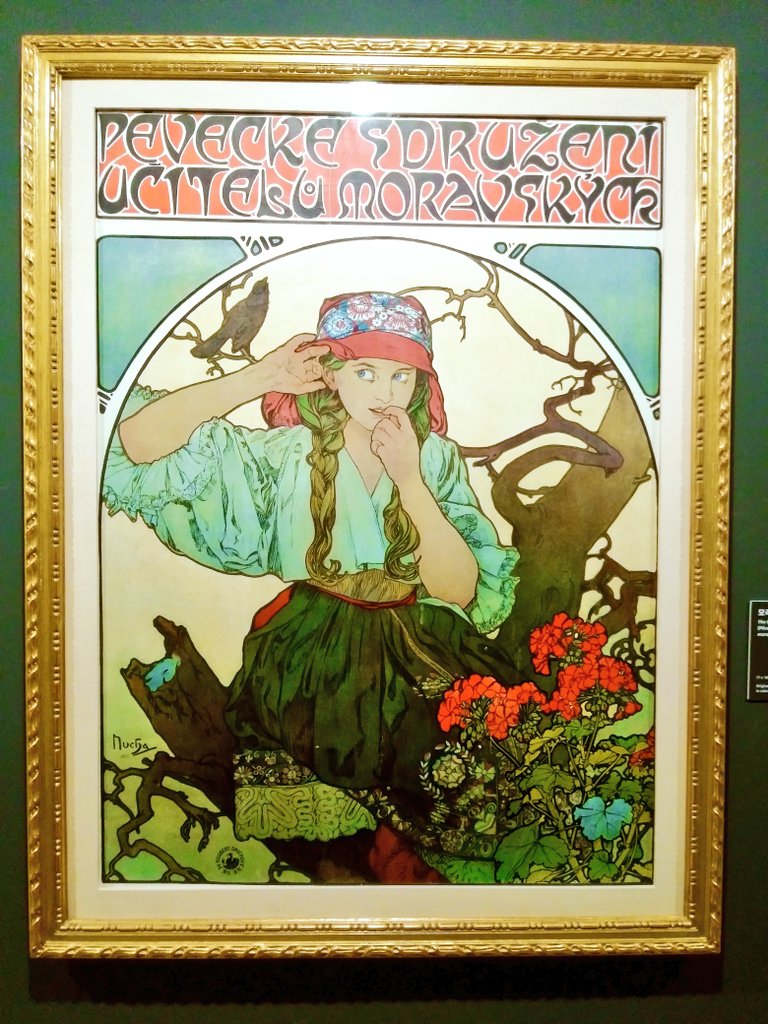 PĚVECKÉ SDRUŽENÍ
UČITELŮ MORAVSKÝCH
Mucha